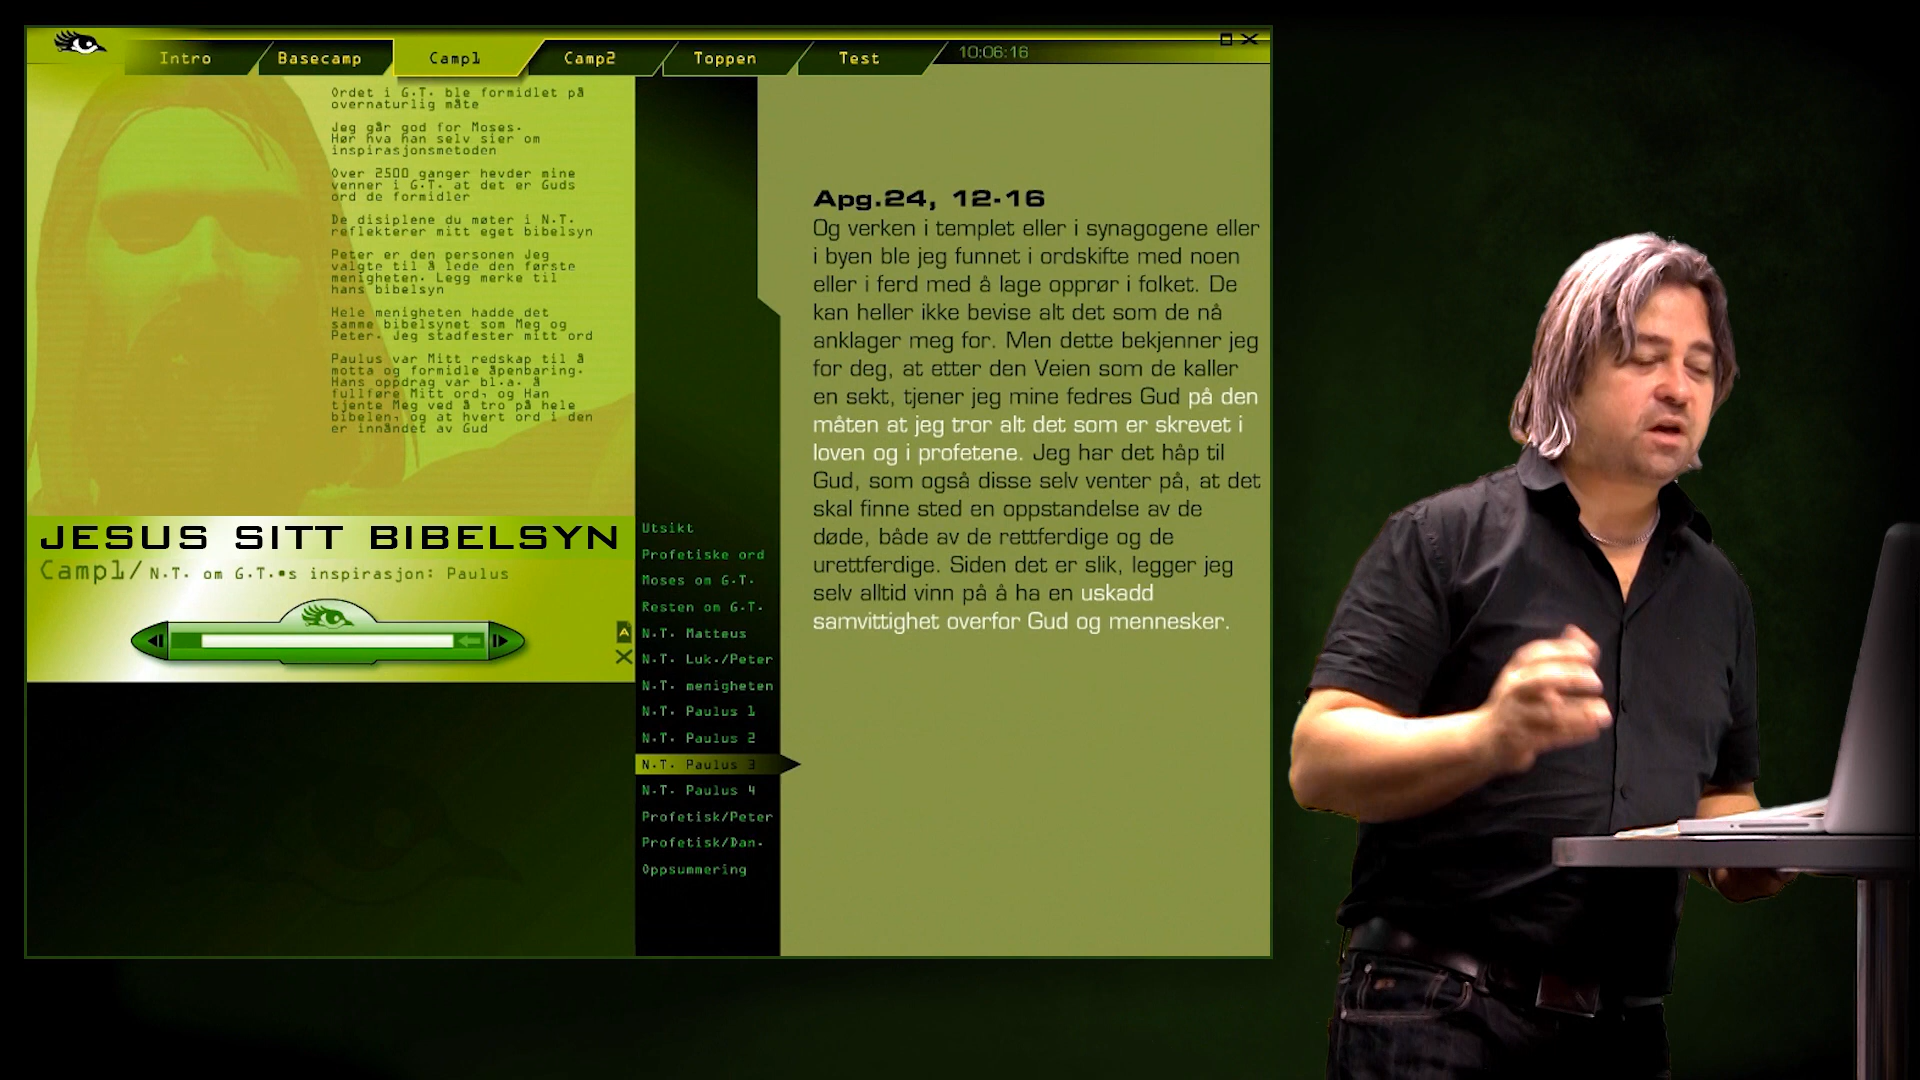 Intro
Basecamp
Camp1
Camp2
Toppen
Test
10:06:16
Ordet i G.T. ble formidlet på
overnaturlig måte
Jeg går god for Moses.
Hør hva han selv sier om
inspirasjonsmetoden
Over 2500 ganger hevder mine
venner i G.T. at det er Guds
ord de formidler
De disiplene du møter i N.T.
reflekterer mitt eget bibelsyn
Peter er den personen Jeg
valgte til å lede den første
menigheten. Legg merke til
hans bibelsyn
Hele menigheten hadde det
samme bibelsynet som Meg og
Peter. Jeg stadfester mitt ord
Paulus var Mitt redskap til å
motta og formidle åpenbaring.
Hans oppdrag var bl.a. å
fullføre Mitt ord, og Han
tjente Meg ved å tro på hele
bibelen, og at hvert ord i den
er innåndet av Gud
JESUS SITT BIBELSYN
Camp1/ N.T. om G.T.•s inspirasjon: Paulus
A
Utsikt
Profetiske ord
Moses om G.T.
Resten om G.T.
N.T. Matteus
N.T. Luk./Peter
N.T. menigheten
N.T. Paulus 1
N.T. Paulus 2
N.T. Paulus 3
N.T. Paulus 4
Profetisk/Peter
Profetisk/Dan.
Oppsummering
Apg.24, 12-16
Og verken i templet eller i synagogene eller
i byen ble jeg funnet i ordskifte med noen
eller i ferd med å lage opprør i folket. De
kan heller ikke bevise alt det som de nå
anklager meg for. Men dette bekjenner jeg
for deg, at etter den Veien som de kaller
en sekt, tjener jeg mine fedres Gud på den
måten at jeg tror alt det som er skrevet i
loven og i profetene. Jeg har det håp til
Gud, som også disse selv venter på, at det
skal finne sted en oppstandelse av de
døde, både av de rettferdige og de
urettferdige. Siden det er slik, legger jeg
selv alltid vinn på å ha en uskadd
samvittighet overfor Gud og mennesker.